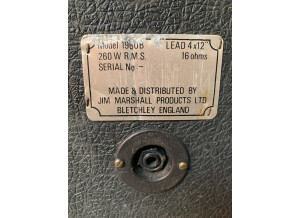 Model 1960B LEAD 4x12"
260 W R.M.S. 16 ohms
SERIAL No -
MADE & DISTRIBUTED BY
JIM MARSHALL PRODUCTS LTD
BLETCHLEY ENGLAND